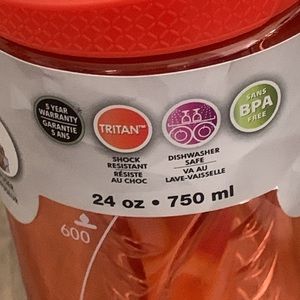 5 YEAR
WARRANTY
GARANTIE
5 ANS
TRITAN™
SHOCK
RESISTANT
RÉSISTE
AU CHOC
DISHWASHER
SAFE
VA AU
LAVE-VAISSELLE
SANS
BPA
FREE
24 oz • 750 ml
600